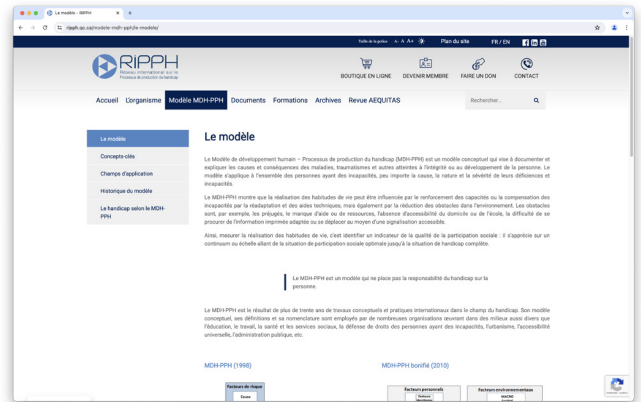 Le modèle - RIPPH
ripph.qc.ca/modele-mdh-pph/le-modele/
Taille de la police A- A A+
Plan du site
FR / EN
RIPPH
Réseau international sur le
Processus de production du handicap
BOUTIQUE EN LIGNE
DEVENIR MEMBRE
FAIRE UN DON
CONTACT
Accueil
L'organisme
Modèle MDH-PPH
Documents
Formations
Archives
Revue AEQUITAS
Rechercher...
Le modèle
Concepts-clés
Champs d'application
Historique du modèle
Le handicap selon le MDH-
PPH
Le modèle
Le Modèle de développement humain – Processus de production du handicap (MDH-PPH) est un modèle conceptuel qui vise à documenter et
expliquer les causes et conséquences des maladies, traumatismes et autres atteintes à l'intégrité ou au développement de la personne. Le
modèle s'applique à l'ensemble des personnes ayant des incapacités, peu importe la cause, la nature et la sévérité de leurs déficiences et
incapacités.
Le MDH-PPH montre que la réalisation des habitudes de vie peut être influencée par le renforcement des capacités ou la compensation des
incapacités par la réadaptation et des aides techniques, mais également par la réduction des obstacles dans l'environnement. Les obstacles
sont, par exemple, les préjugés, le manque d'aide ou de ressources, l'absence d'accessibilité du domicile ou de l'école, la difficulté de se
procurer de l'information imprimée adaptée ou se déplacer au moyen d'une signalisation accessible.
Ainsi, mesurer la réalisation des habitudes de vie, c'est identifier un indicateur de la qualité de la participation sociale : il s'apprécie sur un
continuum ou échelle allant de la situation de participation sociale optimale jusqu'à la situation de handicap complète.
Le MDH-PPH est un modèle qui ne place pas la responsabilité du handicap sur la
personne.
Le MDH-PPH est le résultat de plus de trente ans de travaux conceptuels et pratiques internationaux dans le champ du handicap. Son modèle
conceptuel, ses définitions et sa nomenclature sont employés par de nombreuses organisations œuvrant dans des milieux aussi divers que
l'éducation, le travail, la santé et les services sociaux, la défense de droits des personnes ayant des incapacités, l'urbanisme, l'accessibilité
universelle, l'administration publique, etc.
MDH-PPH (1998)
MDH-PPH bonifié (2010)
Facteurs de risque
Cause
Facteurs personnels
Facteurs environnementaux
MACRO